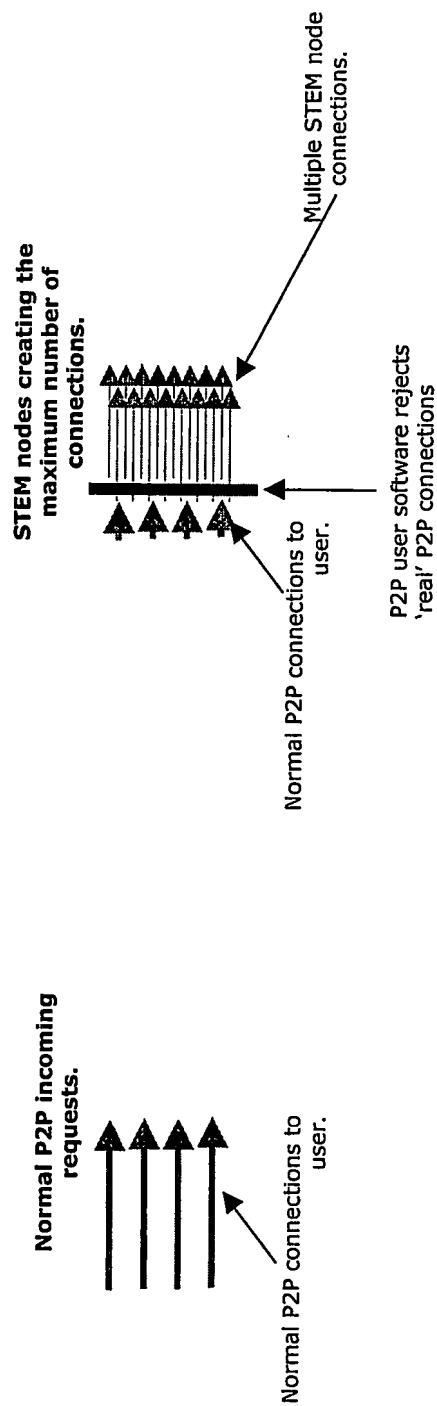 Normal P2P incoming
requests.
Normal P2P connections to
user.
STEM nodes creating the
maximum number of
connections.
Normal P2P connections to
user.
Multiple STEM node
connections.
P2P user software rejects
'real' P2P connections